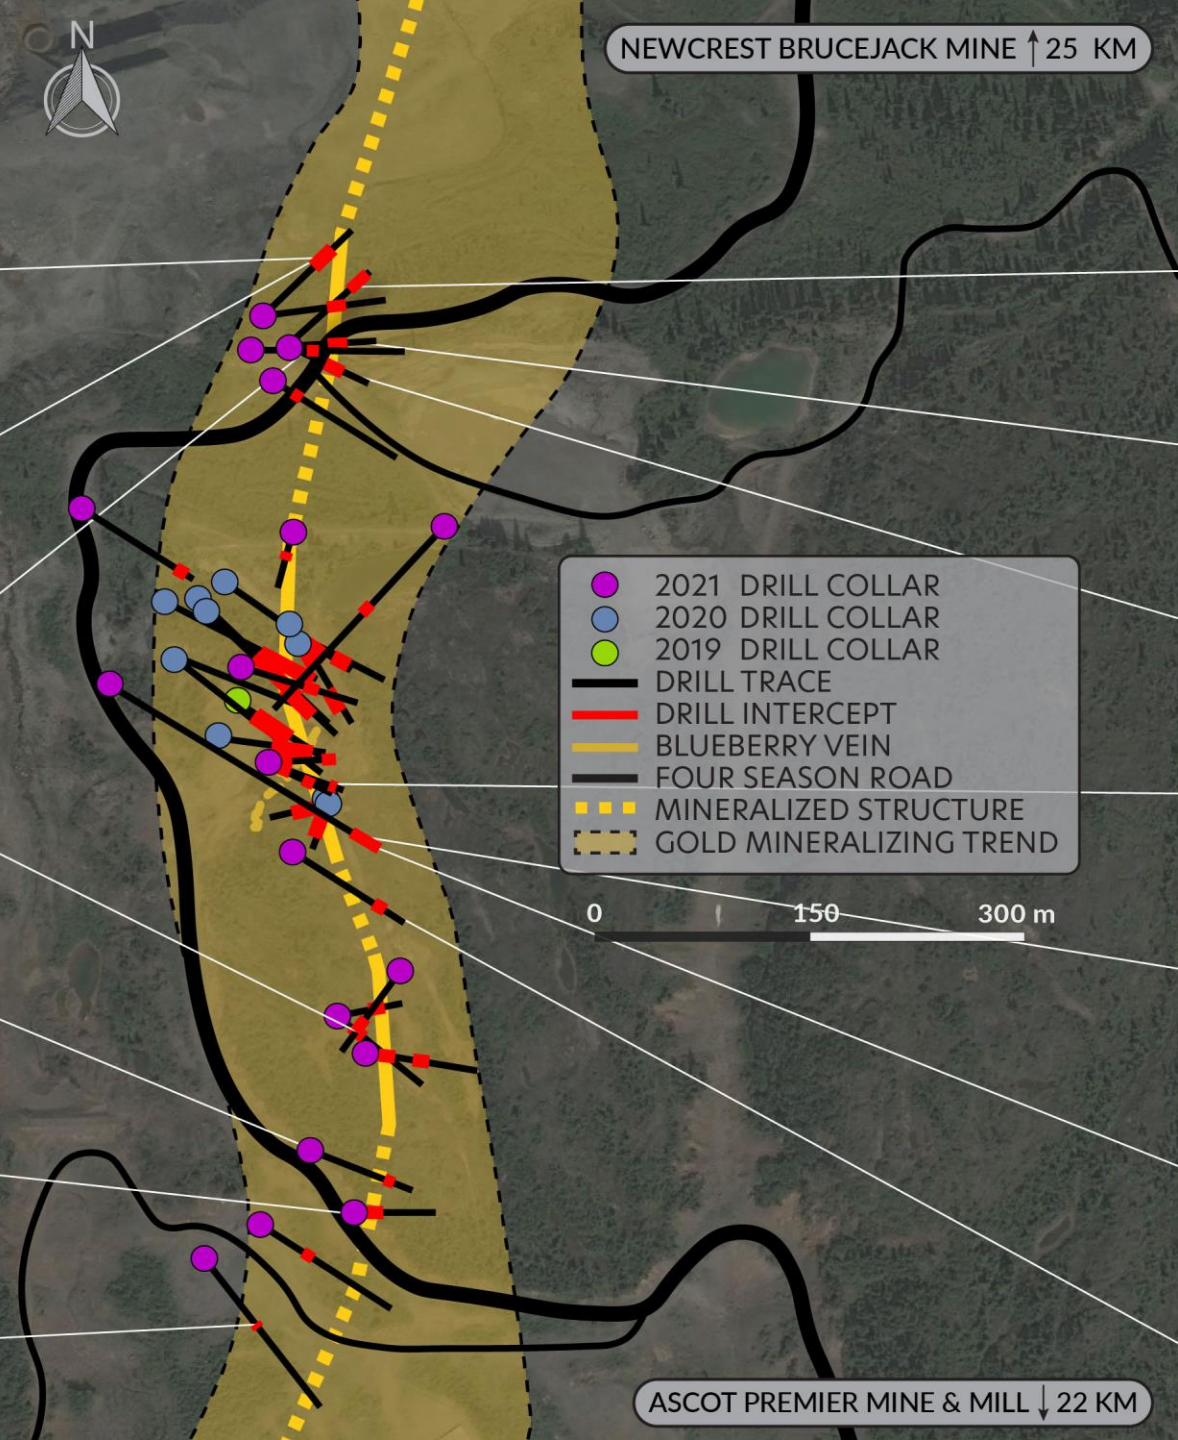 N
NEWCREST BRUCEJACK MINE ↑ 25 KM
2021 DRILL COLLAR
2020 DRILL COLLAR
2019 DRILL COLLAR
DRILL TRACE
DRILL INTERCEPT
BLUEBERRY VEIN
FOUR SEASON ROAD
MINERALIZED STRUCTURE
GOLD MINERALIZING TREND
0 150 300 m
ASCOT PREMIER MINE & MILL ↓ 22 KM